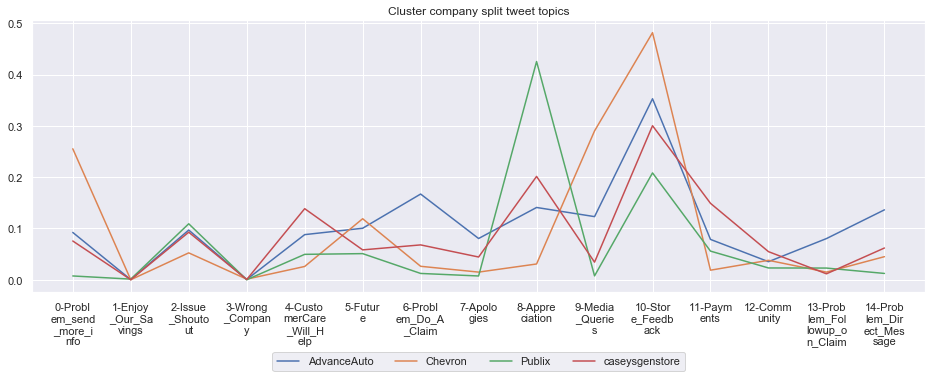 Cluster company split tweet topics
0.5
0.4
0.3
0.2
0.1
0.0
0-Probl
em_send
_more_i
nfo
1-Enjoy
_Our_Sa
vings
2-Issue
_Shouto
ut
3-Wrong
_Compan
y
4-Custo
merCare
_Will_H
elp
5-Futur
e
6-Probl
em_Do_A
_Claim
7-Apolo
gies
8-Appre
ciation
9-Media
_Querie
s
10-Stor
e_Feedb
ack
11-Paym
ents
12-Comm
unity
13-Prob
lem_Fol
lowup_o
n_Claim
14-Prob
lem_Dir
ect_Mes
sage
AdvanceAuto
Chevron
Publix
caseysgenstore